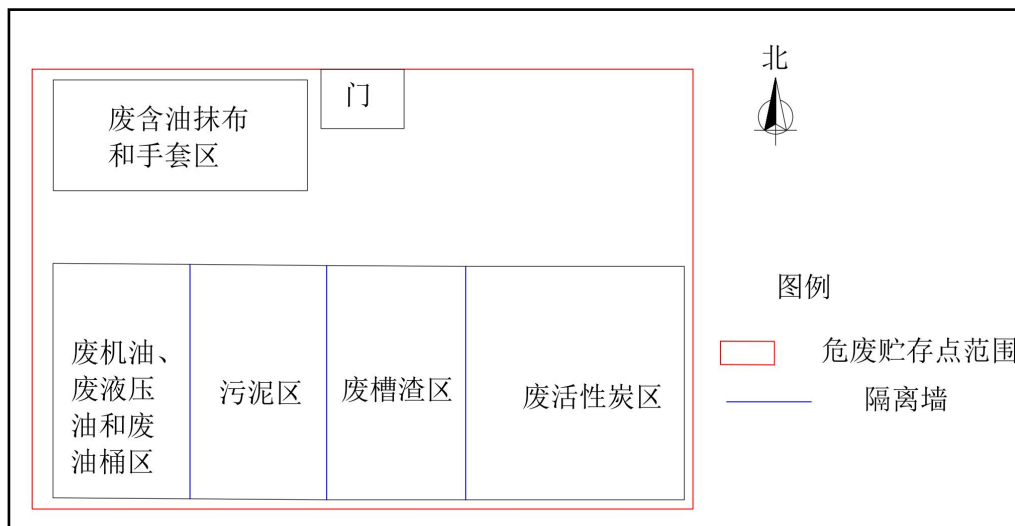 北
门
废含油抹布
和手套区
图例
废机油、
废液压
油和废
油桶区
污泥区
废槽渣区
废活性炭区
危废贮存点范围
隔离墙